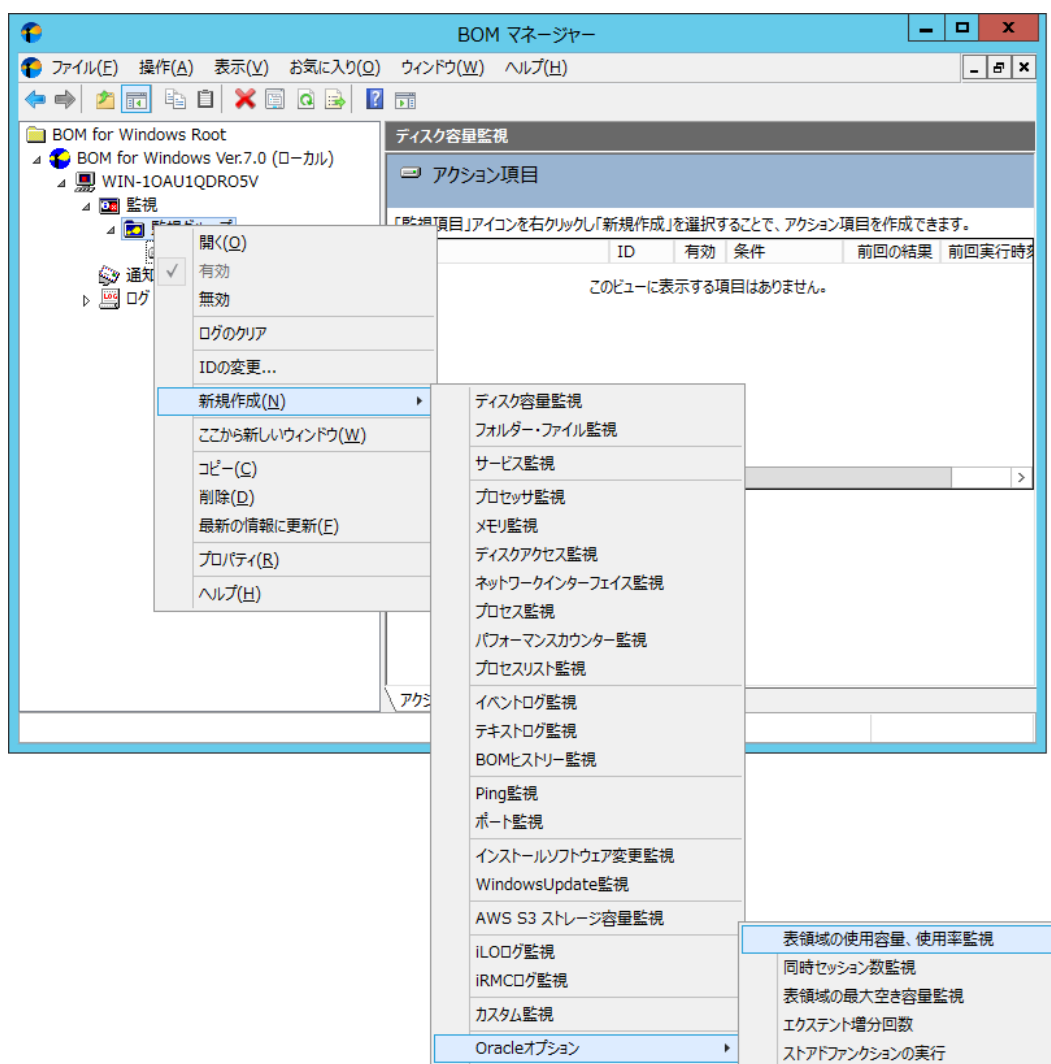 BOM マネージャー
ファイル(F) 操作(A) 表示(V) お気に入り(O) ウィンドウ(W) ヘルプ(H)
BOM for Windows Root
BOM for Windows Ver.7.0 (ローカル)
WIN-1OAU1QDRO5V
監視
監視グループ
通知
ログ
ディスク容量監視
アクション項目
「監視項目」アイコンを右クリックし「新規作成」を選択することで、アクション項目を作成できます。
ID 有効 条件 前回の結果 前回実行時刻
このビューに表示する項目はありません。
アクシ
開く(O)
有効
無効
ログのクリア
IDの変更...
新規作成(N)
ここから新しいウィンドウ(W)
コピー(C)
削除(D)
最新の情報に更新(F)
プロパティ(R)
ヘルプ(H)
ディスク容量監視
フォルダー・ファイル監視
サービス監視
プロセッサ監視
メモリ監視
ディスクアクセス監視
ネットワークインターフェイス監視
プロセス監視
パフォーマンスカウンター監視
プロセスリスト監視
イベントログ監視
テキストログ監視
BOMヒストリー監視
Ping監視
ポート監視
インストールソフトウェア変更監視
WindowsUpdate監視
AWS S3 ストレージ容量監視
iLOログ監視
iRMCログ監視
カスタム監視
Oracleオプション
表領域の使用容量、使用率監視
同時セッション数監視
表領域の最大空き容量監視
エクステント増分回数
ストアドファンクションの実行